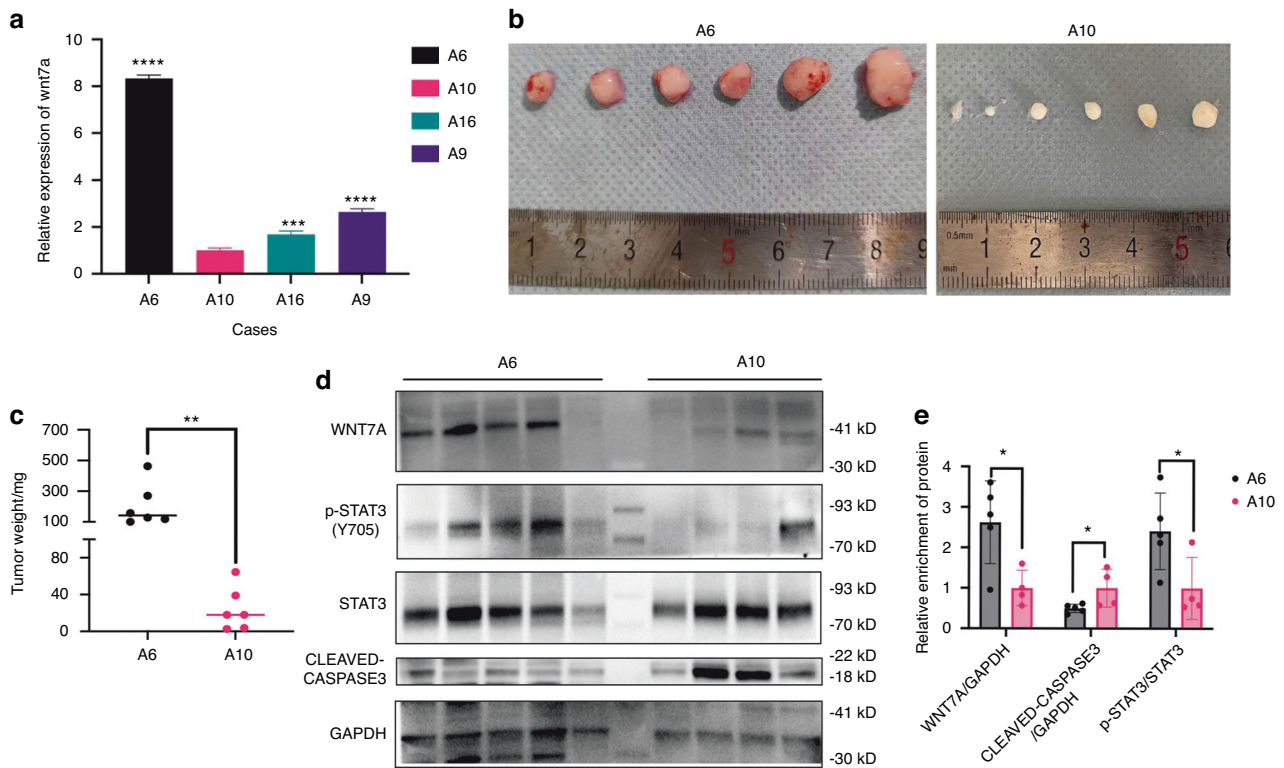 a
10
8
6
4
2
0
Relative expression of wnt7a
****
***
****
A6
A10
A16
A9
Cases
A6
A10
A16
A9
b
A6
A10
mm
1 2 3 4 5 6 7 8 9
mm
0.5mm
mm
1 2 3 4 5 6
mm
c
Tumor weight/mg
700
500
300
100
80
40
0
**
A6
A10
d
A6
A10
WNT7A
-41 kD
-30 kD
p-STAT3
(Y705)
-93 kD
-70 kD
STAT3
-93 kD
-70 kD
CLEAVED-
CASPASE3
-22 kD
-18 kD
GAPDH
-41 kD
-30 kD
e
Relative enrichment of protein
4
3
2
1
0
*
*
*
A6
A10
WNT7A/GAPDH
CLEAVED-CASPASE3
/GAPDH
p-STAT3/STAT3